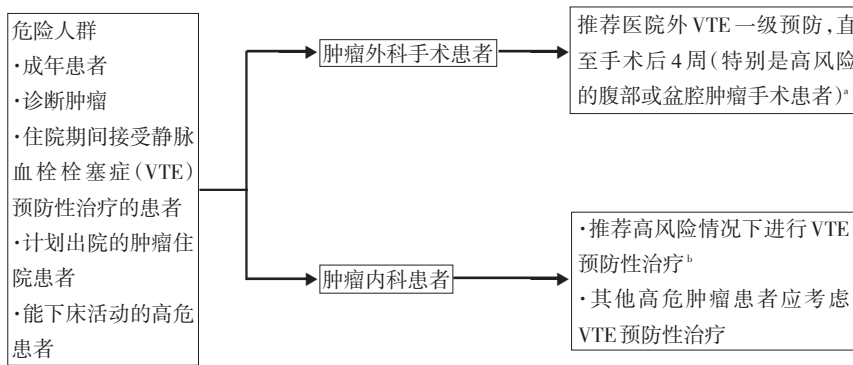 危险人群
·成年患者
·诊断肿瘤
·住院期间接受静脉
血栓栓塞症（VTE）
预防性治疗的患者
·计划出院的肿瘤住
院患者
·能下床活动的高危
患者
肿瘤外科手术患者
推荐医院外VTE一级预防，直
至手术后4周（特别是高风险
的腹部或盆腔肿瘤手术患者）ᵃ
肿瘤内科患者
·推荐高风险情况下进行VTE
预防性治疗ᵇ
·其他高危肿瘤患者应考虑
VTE预防性治疗